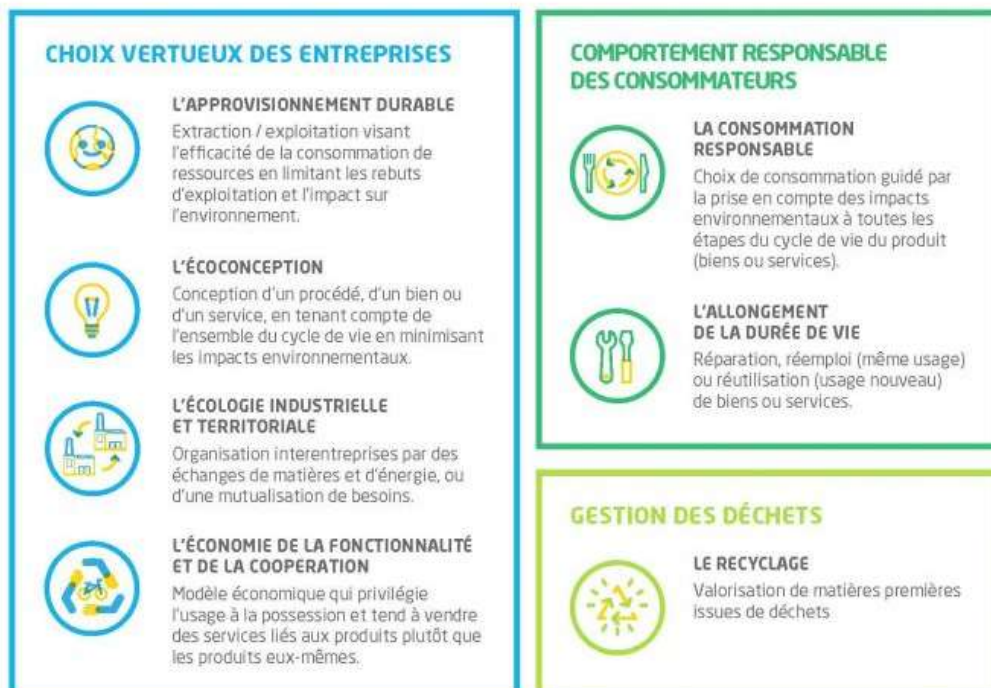 CHOIX VERTUEUX DES ENTREPRISES
L'APPROVISIONNEMENT DURABLE
Extraction / exploitation visant
l'efficacité de la consommation de
ressources en limitant les rebuts
d'exploitation et l'impact sur
l'environnement.
L'ÉCOCONCEPTION
Conception d'un procédé, d'un bien ou
d'un service, en tenant compte de
l'ensemble du cycle de vie en minimisant
les impacts environnementaux.
L'ÉCOLOGIE INDUSTRIELLE
ET TERRITORIALE
Organisation interentreprises par des
échanges de matières et d'énergie, ou
d'une mutualisation de besoins.
L'ÉCONOMIE DE LA FONCTIONNALITÉ
ET DE LA COOPÉRATION
Modèle économique qui privilégie
l'usage à la possession et tend à vendre
des services liés aux produits plutôt que
les produits eux-mêmes.
COMPORTEMENT RESPONSABLE
DES CONSOMMATEURS
LA CONSOMMATION
RESPONSABLE
Choix de consommation guidé par
la prise en compte des impacts
environnementaux à toutes les
étapes du cycle de vie du produit
(biens ou services).
L'ALLONGEMENT
DE LA DURÉE DE VIE
Réparation, réemploi (même usage)
ou réutilisation (usage nouveau)
de biens ou services.
GESTION DES DÉCHETS
LE RECYCLAGE
Valorisation de matières premières
issues de déchets